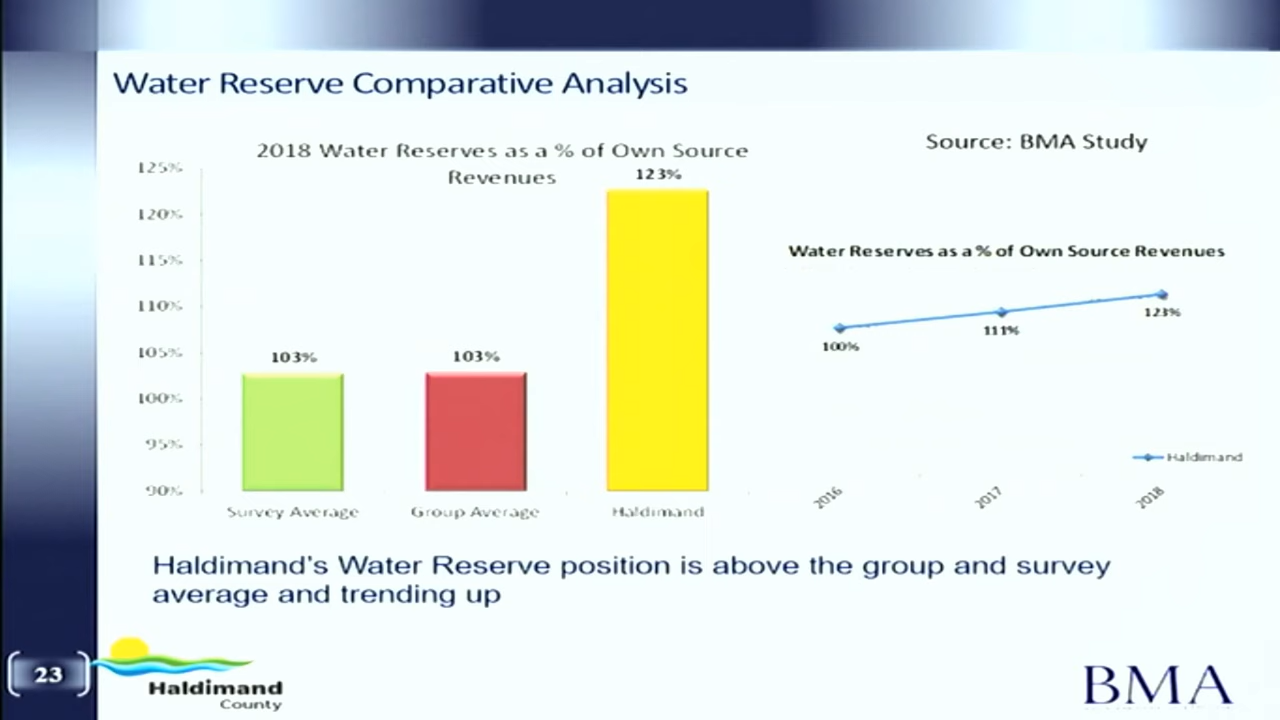 Water Reserve Comparative Analysis
2018 Water Reserves as a % of Own Source
Revenues
125%
120%
115%
110%
105%
100%
95%
90%
103%
103%
123%
Survey Average
Group Average
Haldimand
Source: BMA Study
Water Reserves as a % of Own Source Revenues
100%
111%
123%
Haldimand
2016
2017
2018
Haldimand's Water Reserve position is above the group and survey
average and trending up
23
Haldimand
County
BMA